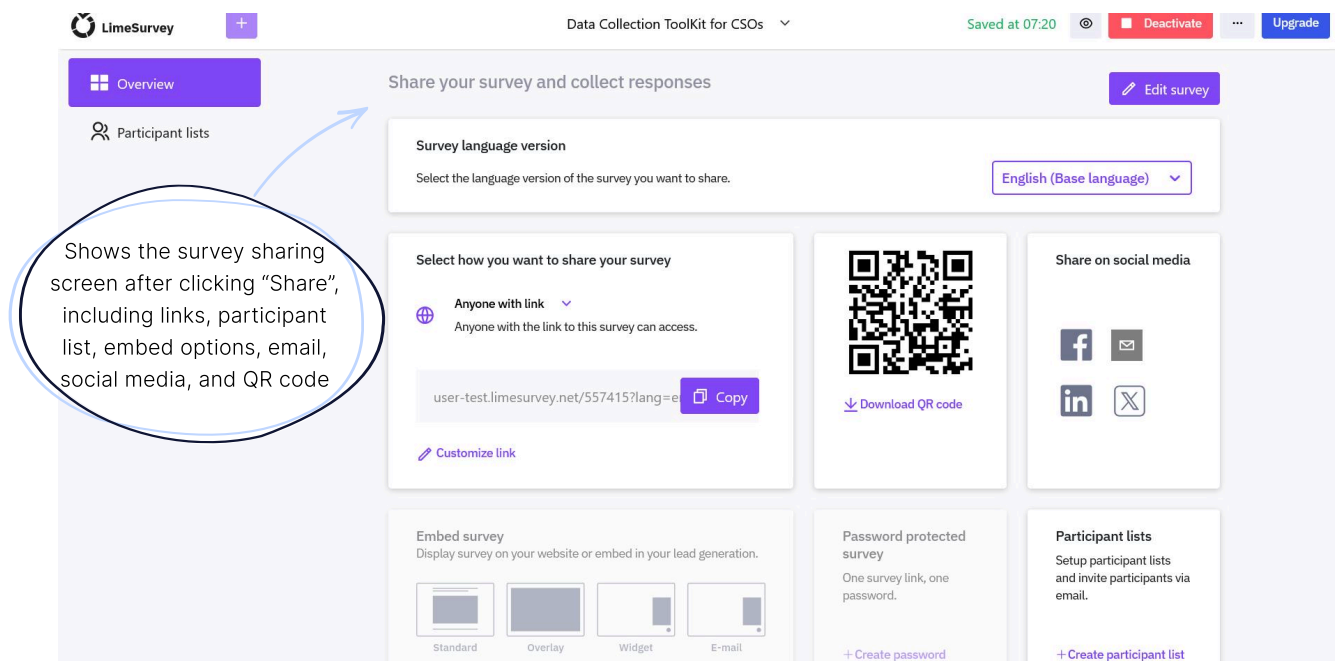 LimeSurvey
+
Data Collection ToolKit for CSOs
Saved at 07:20
Deactivate
...
Upgrade
Overview
Participant lists
Share your survey and collect responses
Edit survey
Survey language version
Select the language version of the survey you want to share.
English (Base language)
Shows the survey sharing
screen after clicking “Share”,
including links, participant
list, embed options, email,
social media, and QR code
Select how you want to share your survey
Anyone with link
Anyone with the link to this survey can access.
user-test.limesurvey.net/557415?lang=e
Copy
Customize link
Download QR code
Share on social media
f
in
X
Embed survey
Display survey on your website or embed in your lead generation.
Standard
Overlay
Widget
E-mail
Password protected
survey
One survey link, one
password.
+ Create password
Participant lists
Setup participant lists
and invite participants via
email.
+ Create participant list